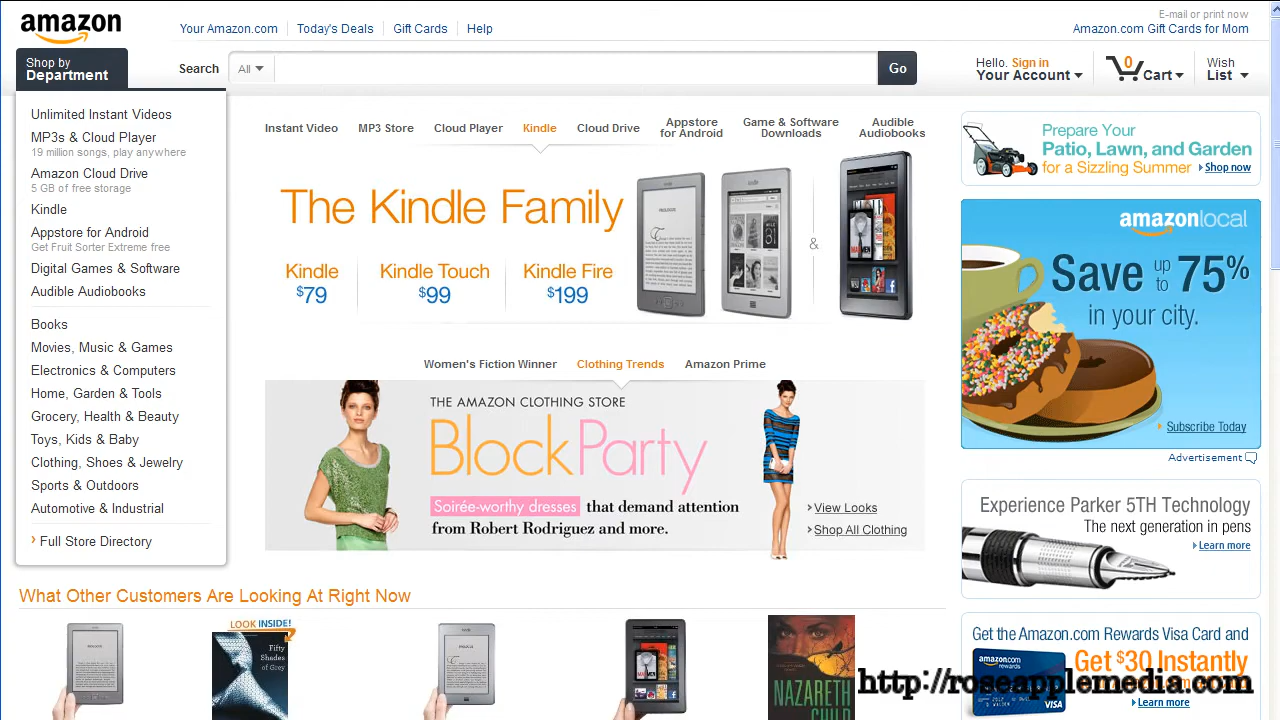 amazon
Your Amazon.com
Today's Deals
Gift Cards
Help
E-mail or print now
Amazon.com Gift Cards for Mom
Shop by
Department
Search
All
Go
Hello. Sign in
Your Account
0
Cart
Wish
List
Unlimited Instant Videos
MP3s & Cloud Player
19 million songs, play anywhere
Amazon Cloud Drive
5 GB of free storage
Kindle
Appstore for Android
Get Fruit Sorter Extreme free
Digital Games & Software
Audible Audiobooks
Books
Movies, Music & Games
Electronics & Computers
Home, Garden & Tools
Grocery, Health & Beauty
Toys, Kids & Baby
Clothing, Shoes & Jewelry
Sports & Outdoors
Automotive & Industrial
Full Store Directory
Instant Video
MP3 Store
Cloud Player
Kindle
Cloud Drive
Appstore
for Android
Game & Software
Downloads
Audible
Audiobooks
The Kindle Family
Kindle
$79
Kindle Touch
$99
Kindle Fire
$199
&
Women's Fiction Winner
Clothing Trends
Amazon Prime
THE AMAZON CLOTHING STORE
BlockParty
Soirée-worthy dresses that demand attention
from Robert Rodriguez and more.
View Looks
Shop All Clothing
Prepare Your
Patio, Lawn, and Garden
for a Sizzling Summer
Shop now
amazonlocal
Save up to 75%
in your city.
Subscribe Today
Advertisement
Experience Parker 5TH Technology
The next generation in pens
Learn more
Get the Amazon.com Rewards Visa Card and
Get $30 Instantly
Learn more
amazon.com
rewards
VISA
What Other Customers Are Looking At Right Now
LOOK INSIDE!
Fifty
Shades
of Grey
NAZARETH
CHILD
http://roseapplemedia.com